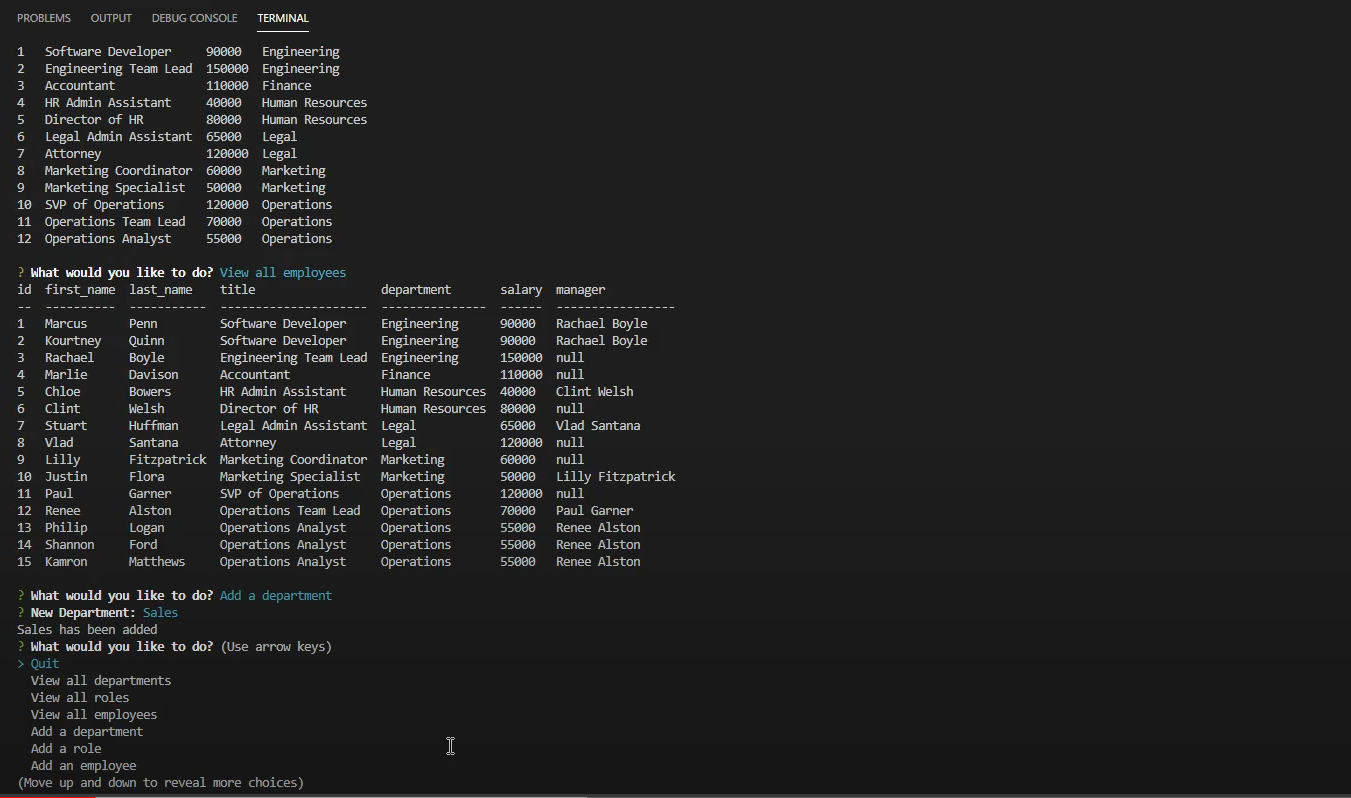 PROBLEMS OUTPUT DEBUG CONSOLE TERMINAL
1 Software Developer 90000 Engineering
2 Engineering Team Lead 150000 Engineering
3 Accountant 110000 Finance
4 HR Admin Assistant 40000 Human Resources
5 Director of HR 80000 Human Resources
6 Legal Admin Assistant 65000 Legal
7 Attorney 120000 Legal
8 Marketing Coordinator 60000 Marketing
9 Marketing Specialist 50000 Marketing
10 SVP of Operations 120000 Operations
11 Operations Team Lead 70000 Operations
12 Operations Analyst 55000 Operations
? What would you like to do? View all employees
id first_name last_name title department salary manager
-- ---------- ----------- --------------------- --------------- ------ -----------------
1 Marcus Penn Software Developer Engineering 90000 Rachael Boyle
2 Kourtney Quinn Software Developer Engineering 90000 Rachael Boyle
3 Rachael Boyle Engineering Team Lead Engineering 150000 null
4 Marlie Davison Accountant Finance 110000 null
5 Chloe Bowers HR Admin Assistant Human Resources 40000 Clint Welsh
6 Clint Welsh Director of HR Human Resources 80000 null
7 Stuart Huffman Legal Admin Assistant Legal 65000 Vlad Santana
8 Vlad Santana Attorney Legal 120000 null
9 Lilly Fitzpatrick Marketing Coordinator Marketing 60000 null
10 Justin Flora Marketing Specialist Marketing 50000 Lilly Fitzpatrick
11 Paul Garner SVP of Operations Operations 120000 null
12 Renee Alston Operations Team Lead Operations 70000 Paul Garner
13 Philip Logan Operations Analyst Operations 55000 Renee Alston
14 Shannon Ford Operations Analyst Operations 55000 Renee Alston
15 Kamron Matthews Operations Analyst Operations 55000 Renee Alston
? What would you like to do? Add a department
? New Department: Sales
Sales has been added
? What would you like to do? (Use arrow keys)
> Quit
View all departments
View all roles
View all employees
Add a department
Add a role
Add an employee
(Move up and down to reveal more choices)